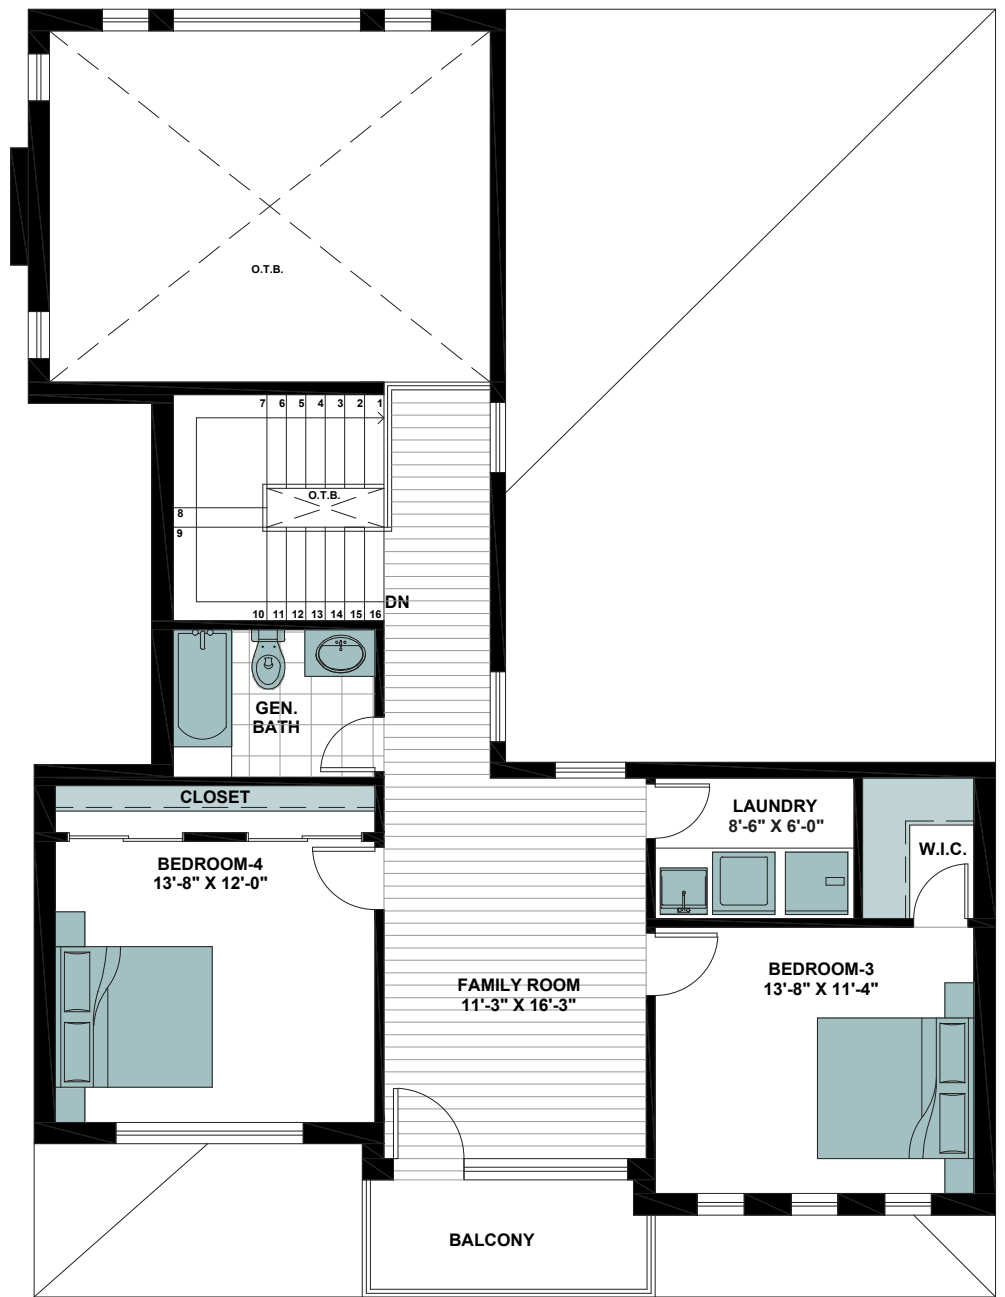 O.T.B.
7 6 5 4 3 2 1
O.T.B.
8
9
DN
10 11 12 13 14 15 16
GEN.
BATH
CLOSET
LAUNDRY
8'-6" X 6'-0"
W.I.C.
BEDROOM-4
13'-8" X 12'-0"
FAMILY ROOM
11'-3" X 16'-3"
BEDROOM-3
13'-8" X 11'-4"
BALCONY